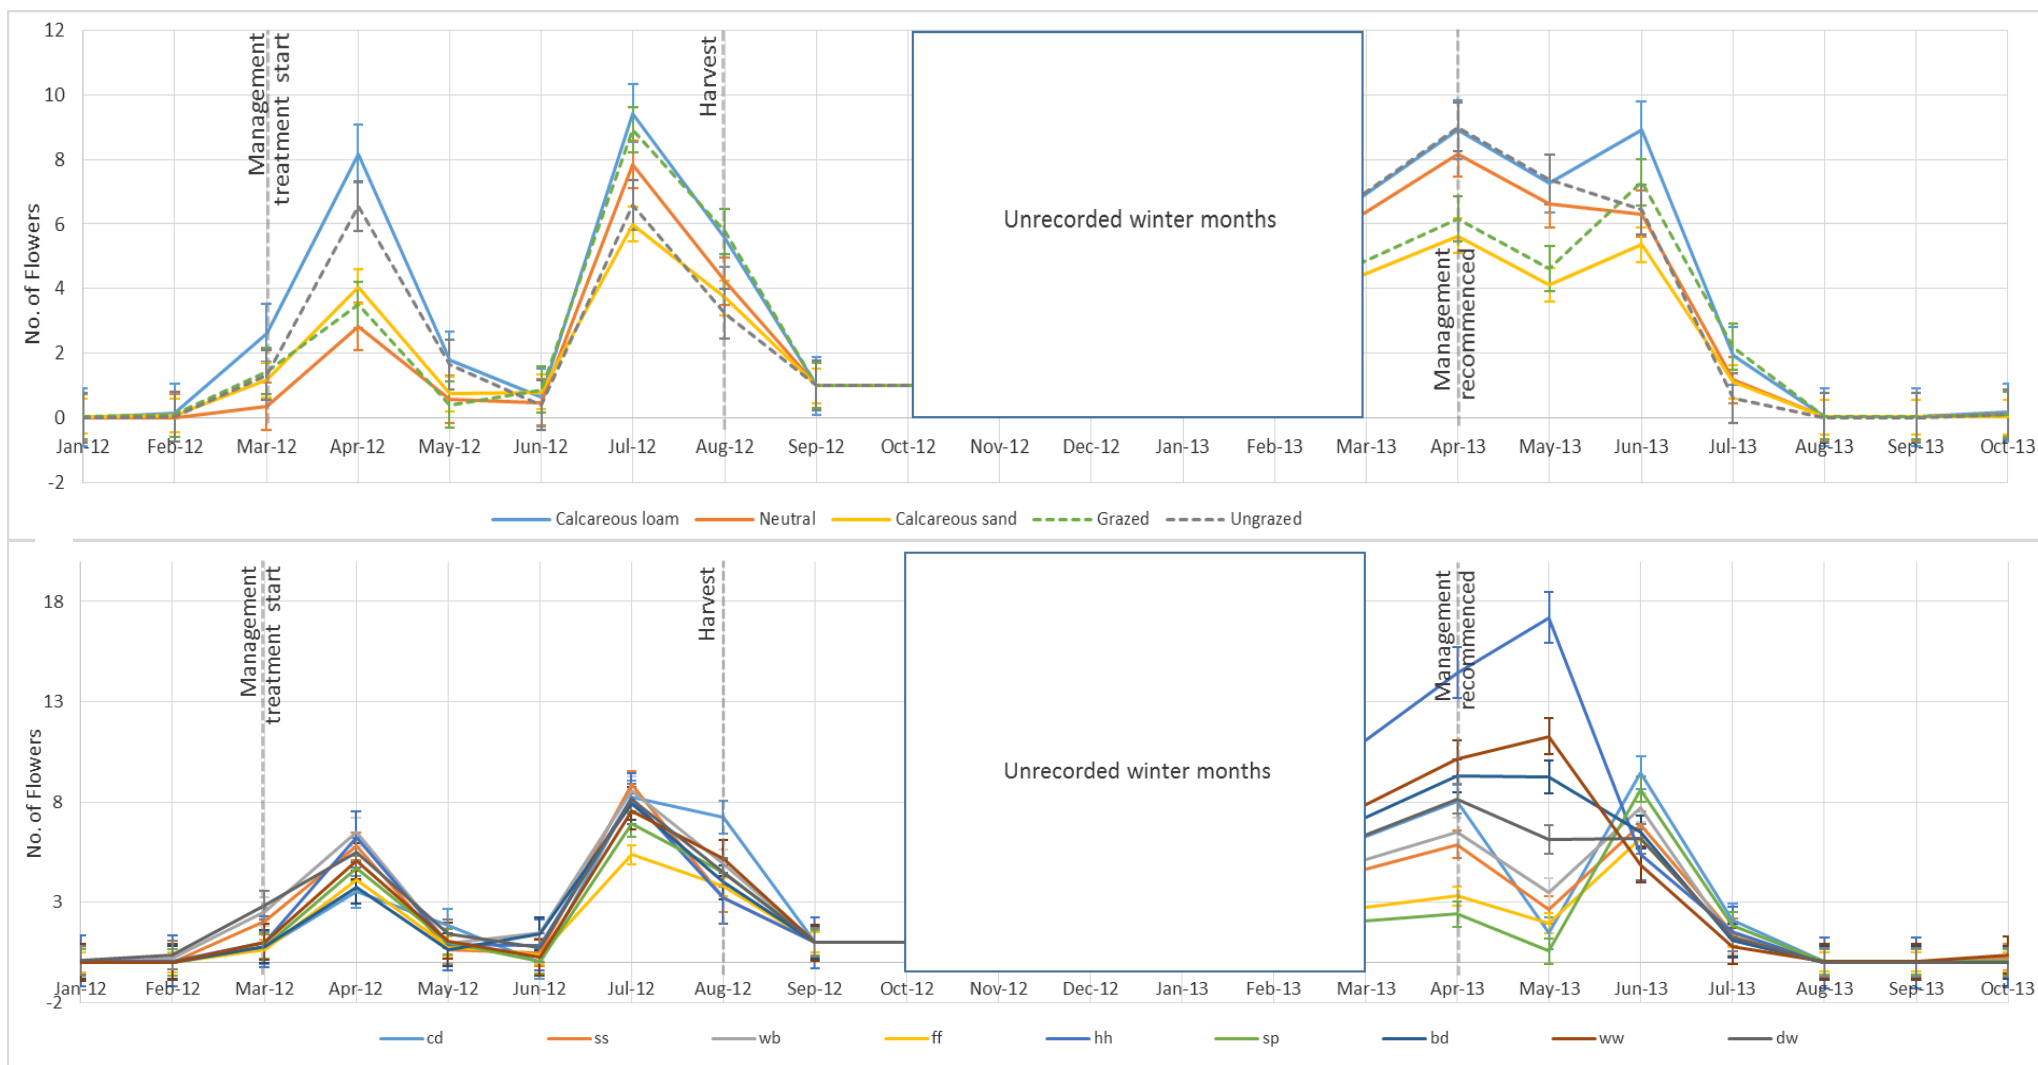 12
10
8
6
4
2
0
-2
No. of Flowers
Management
treatment start
Harvest
Unrecorded winter months
Management
recommenced
Jan-12 Feb-12 Mar-12 Apr-12 May-12 Jun-12 Jul-12 Aug-12 Sep-12 Oct-12 Nov-12 Dec-12 Jan-13 Feb-13 Mar-13 Apr-13 May-13 Jun-13 Jul-13 Aug-13 Sep-13 Oct-13
Calcareous loam Neutral Calcareous sand Grazed Ungrazed
18
13
8
3
-2
No. of Flowers
Management
treatment start
Harvest
Unrecorded winter months
Management
recommenced
Jan-12 Feb-12 Mar-12 Apr-12 May-12 Jun-12 Jul-12 Aug-12 Sep-12 Oct-12 Nov-12 Dec-12 Jan-13 Feb-13 Mar-13 Apr-13 May-13 Jun-13 Jul-13 Aug-13 Sep-13 Oct-13
cd ss wb ff hh sp bd ww dw